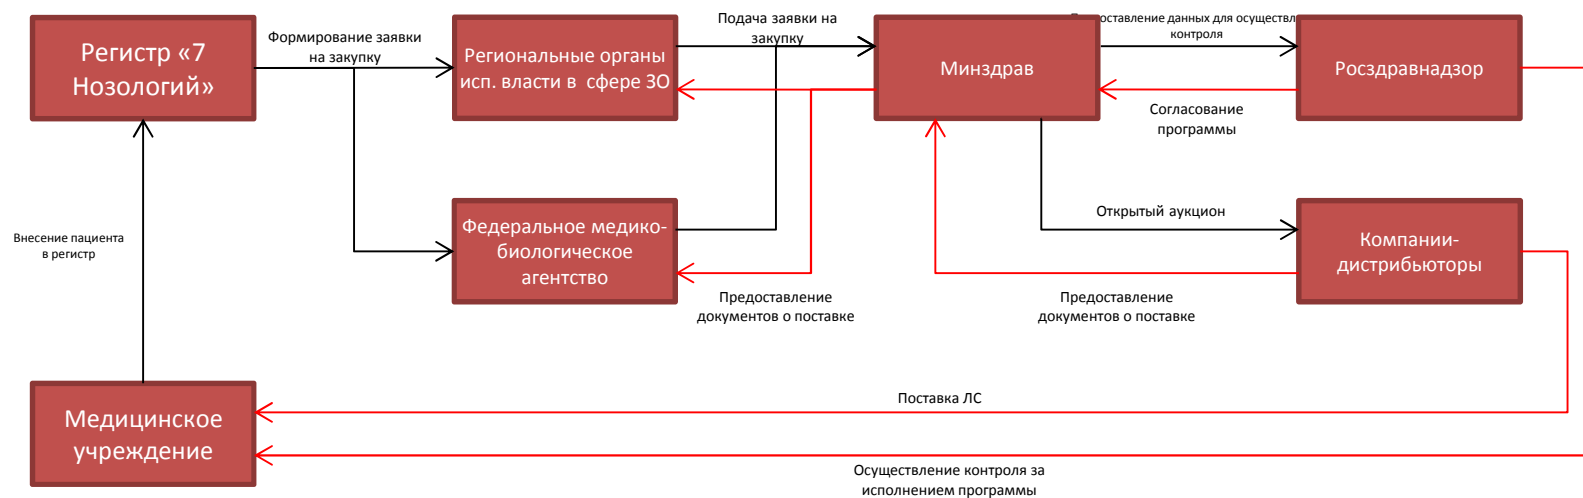 Регистр «7
Нозологий»
Формирование заявки
на закупку
Региональные органы
исп. власти в сфере ЗО
Подача заявки на
закупку
Минздрав
доставление данных для осуществл
контроля
Росздравнадзор
Согласование
программы
Внесение пациента
в регистр
Федеральное медико-
биологическое
агентство
Открытый аукцион
Компании-
дистрибьюторы
Предоставление
документов о поставке
Предоставление
документов о поставке
Медицинское
учреждение
Поставка ЛС
Осуществление контроля за
исполнением программы